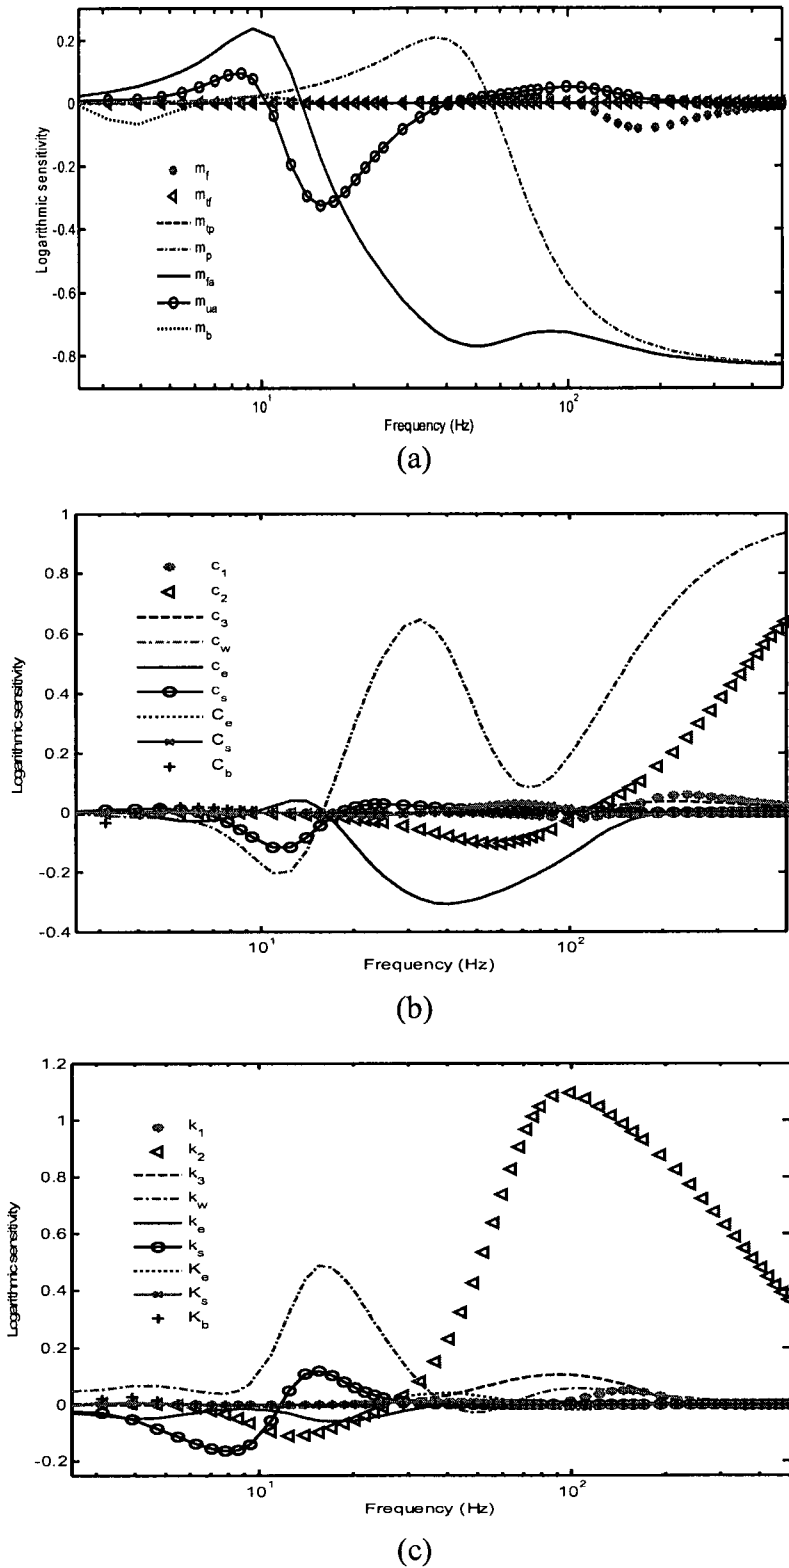 0.2
0
-0.2
-0.4
-0.6
-0.8
Logarithmic sensitivity
m_f
m_tf
m_tp
m_p
m_fa
m_ua
m_b
10^1
10^2
Frequency (Hz)
(a)
1
0.8
0.6
0.4
0.2
0
-0.2
-0.4
Logarithmic sensitivity
c_1
c_2
c_3
c_w
c_e
c_s
C_e
C_s
C_b
10^1
10^2
Frequency (Hz)
(b)
1.2
1
0.8
0.6
0.4
0.2
0
-0.2
Logarithmic sensitivity
k_1
k_2
k_3
k_w
k_e
k_s
K_e
K_s
K_b
10^1
10^2
Frequency (Hz)
(c)